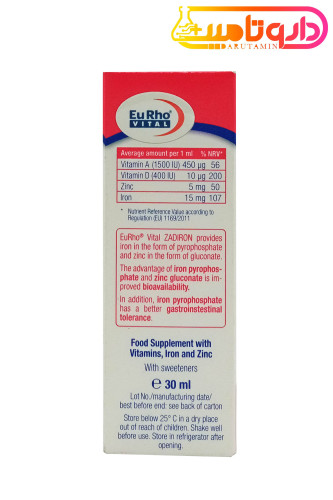 داروتامین
DARUTAMIN
EuRho®
VITAL
Average amount per 1 ml % NRV*
Vitamin A (1500 IU) 450 µg 56
Vitamin D (400 IU) 10 µg 200
Zinc 5 mg 50
Iron 15 mg 107
* Nutrient Reference Value according to
Regulation (EU) 1169/2011
EuRho® Vital ZADIRON provides
iron in the form of pyrophosphate
and zinc in the form of gluconate.
The advantage of iron pyrophos-
phate and zinc gluconate is im-
proved bioavailability.
In addition, iron pyrophosphate
has a better gastroinstestinal
tolerance.
Food Supplement with
Vitamins, Iron and Zinc
With sweeteners
℮ 30 ml
Lot No./manufacturing date/
best before end: see back of carton
Store below 25° C in a dry place
out of reach of children. Shake well
before use. Store in refrigerator after
opening.